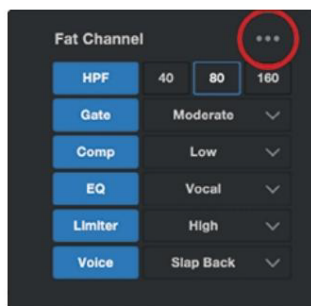 Fat Channel
HPF 40 80 160
Gate Moderate
Comp Low
EQ Vocal
Limiter High
Voice Slap Back